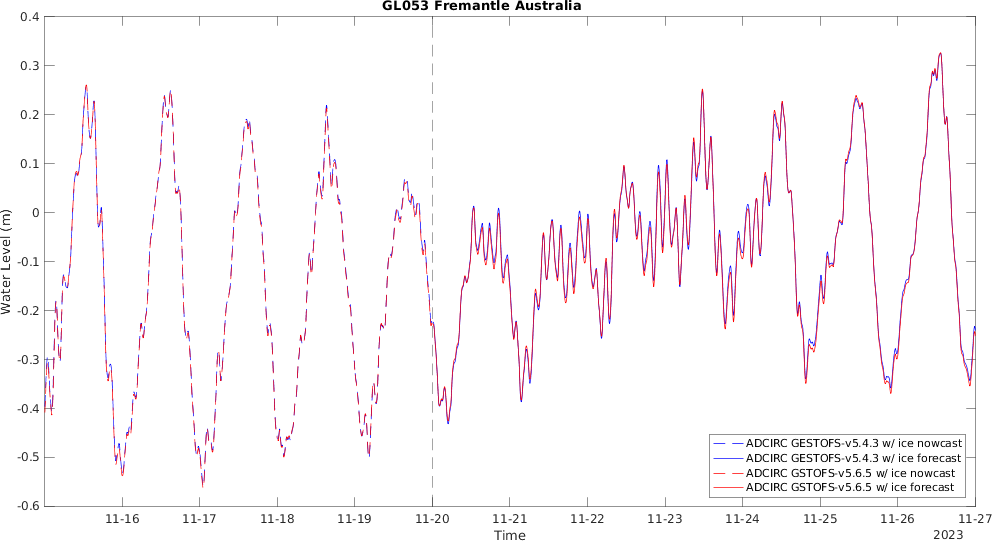 GL053 Fremantle Australia
0.4
0.3
0.2
0.1
0
-0.1
-0.2
-0.3
-0.4
-0.5
-0.6
Water Level (m)
ADCIRC GESTOFS-v5.4.3 w/ ice nowcast
ADCIRC GESTOFS-v5.4.3 w/ ice forecast
ADCIRC GSTOFS-v5.6.5 w/ ice nowcast
ADCIRC GSTOFS-v5.6.5 w/ ice forecast
11-16 11-17 11-18 11-19 11-20 11-21 11-22 11-23 11-24 11-25 11-26 11-27
Time
2023